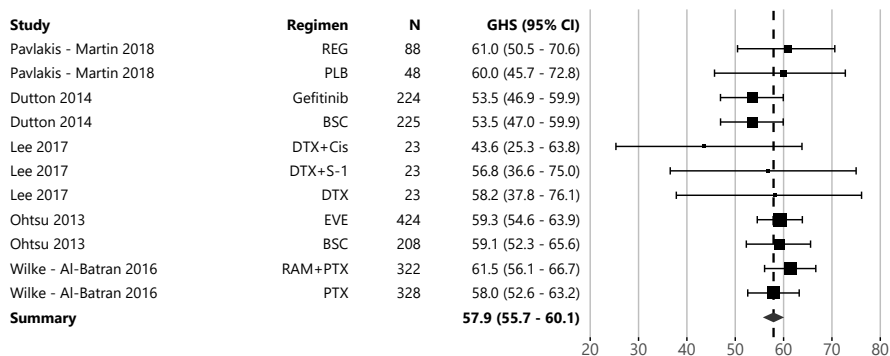 Study Regimen N GHS (95% CI)
Pavlakis - Martin 2018 REG 88 61.0 (50.5 - 70.6)
Pavlakis - Martin 2018 PLB 48 60.0 (45.7 - 72.8)
Dutton 2014 Gefitinib 224 53.5 (46.9 - 59.9)
Dutton 2014 BSC 225 53.5 (47.0 - 59.9)
Lee 2017 DTX+Cis 23 43.6 (25.3 - 63.8)
Lee 2017 DTX+S-1 23 56.8 (36.6 - 75.0)
Lee 2017 DTX 23 58.2 (37.8 - 76.1)
Ohtsu 2013 EVE 424 59.3 (54.6 - 63.9)
Ohtsu 2013 BSC 208 59.1 (52.3 - 65.6)
Wilke - Al-Batran 2016 RAM+PTX 322 61.5 (56.1 - 66.7)
Wilke - Al-Batran 2016 PTX 328 58.0 (52.6 - 63.2)
Summary 57.9 (55.7 - 60.1)
20 30 40 50 60 70 80